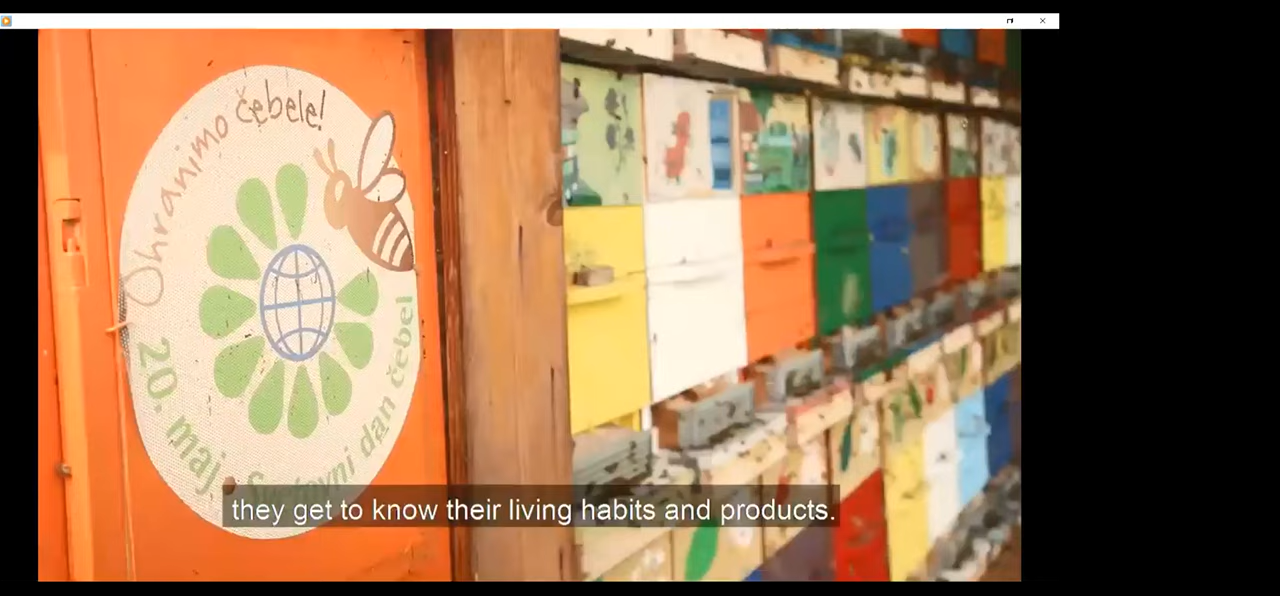 Ohranimo čebele!
20. maj Svetovni dan čebel
they get to know their living habits and products.